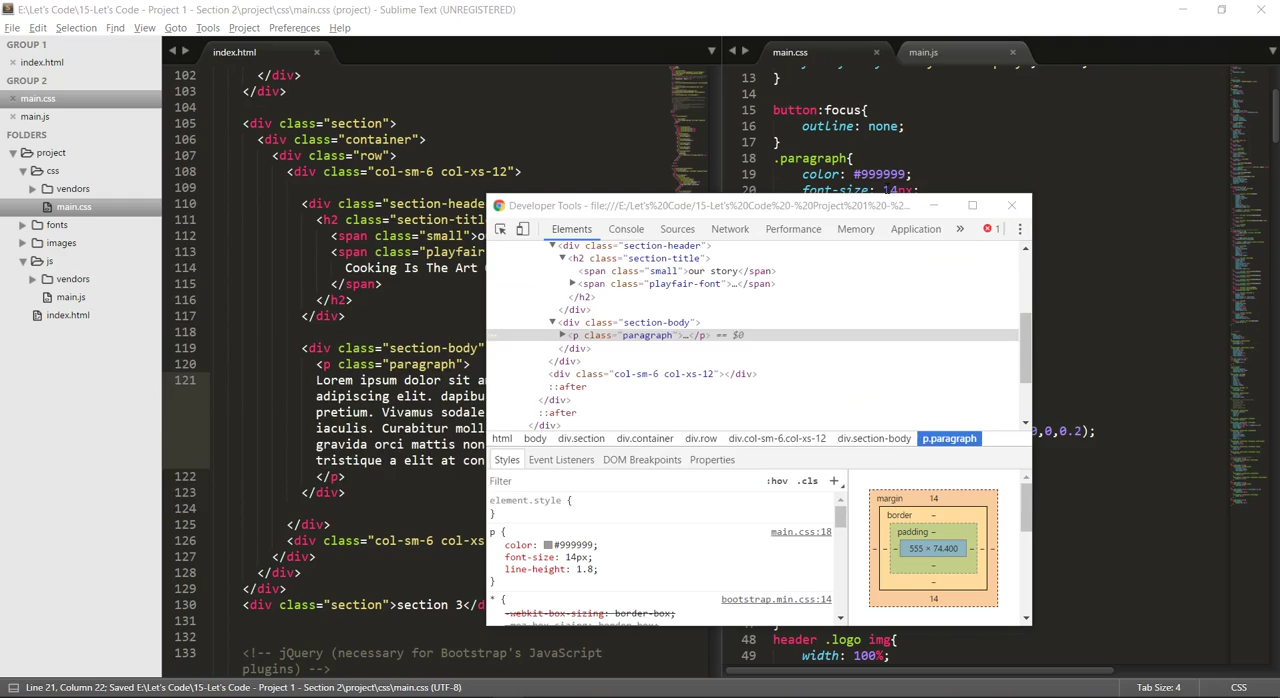 E:\Let's Code\15-Let's Code - Project 1 - Section 2\project\css\main.css (project) - Sublime Text (UNREGISTERED)
File Edit Selection Find View Goto Tools Project Preferences Help
GROUP 1
index.html
GROUP 2
main.css
main.js
FOLDERS
project
css
vendors
main.css
fonts
images
js
vendors
main.js
index.html
index.html
102 </div>
103 </div>
104
105 <div class="section">
106 <div class="container">
107 <div class="row">
108 <div class="col-sm-6 col-xs-12">
109
110 <div class="section-heade
111 <h2 class="section-titl
112 <span class="small">o
113 <span class="playfair
114 Cooking Is The Art
115 </span>
116 </h2>
117 </div>
118
119 <div class="section-body"
120 <p class="paragraph">
121 Lorem ipsum dolor sit a
adipiscing elit. dapibu
pretium. Vivamus sodale
iaculis. Curabitur moll
gravida orci mattis non
tristique a elit at con
122 </p>
123 </div>
124
125 </div>
126 <div class="col-sm-6 col-xs
127 </div>
128 </div>
129 </div>
130 <div class="section">section 3</d
131
132
133 <!-- jQuery (necessary for Bootstrap's JavaScript
plugins) -->
main.css main.js
13 }
14
15 button:focus{
16 outline: none;
17 }
18 .paragraph{
19 color: #999999;
20 font-size: 14px;
0,0,0.2);
48 header .logo img{
49 width: 100%;
Developer Tools - file:///E:/Let's%20Code/15-Let's%20Code%20-%20Project%201%20-%2...
Elements Console Sources Network Performance Memory Application » 1
<div class="section-header">
<h2 class="section-title">
<span class="small">our story</span>
<span class="playfair-font">…</span>
</h2>
</div>
<div class="section-body">
<p class="paragraph">…</p> == $0
</div>
</div>
<div class="col-sm-6 col-xs-12"></div>
::after
</div>
::after
</div>
html body div.section div.container div.row div.col-sm-6.col-xs-12 div.section-body p.paragraph
Styles Event Listeners DOM Breakpoints Properties
Filter :hov .cls +
element.style {
}
p { main.css:18
color: #999999;
font-size: 14px;
line-height: 1.8;
}
* { bootstrap.min.css:14
-webkit-box-sizing: border-box;
-moz-box-sizing: border-box;
margin 14
border –
padding –
555 × 74.400
–
–
14
Line 21, Column 22; Saved E:\Let's Code\15-Let's Code - Project 1 - Section 2\project\css\main.css (UTF-8) Tab Size: 4 CSS